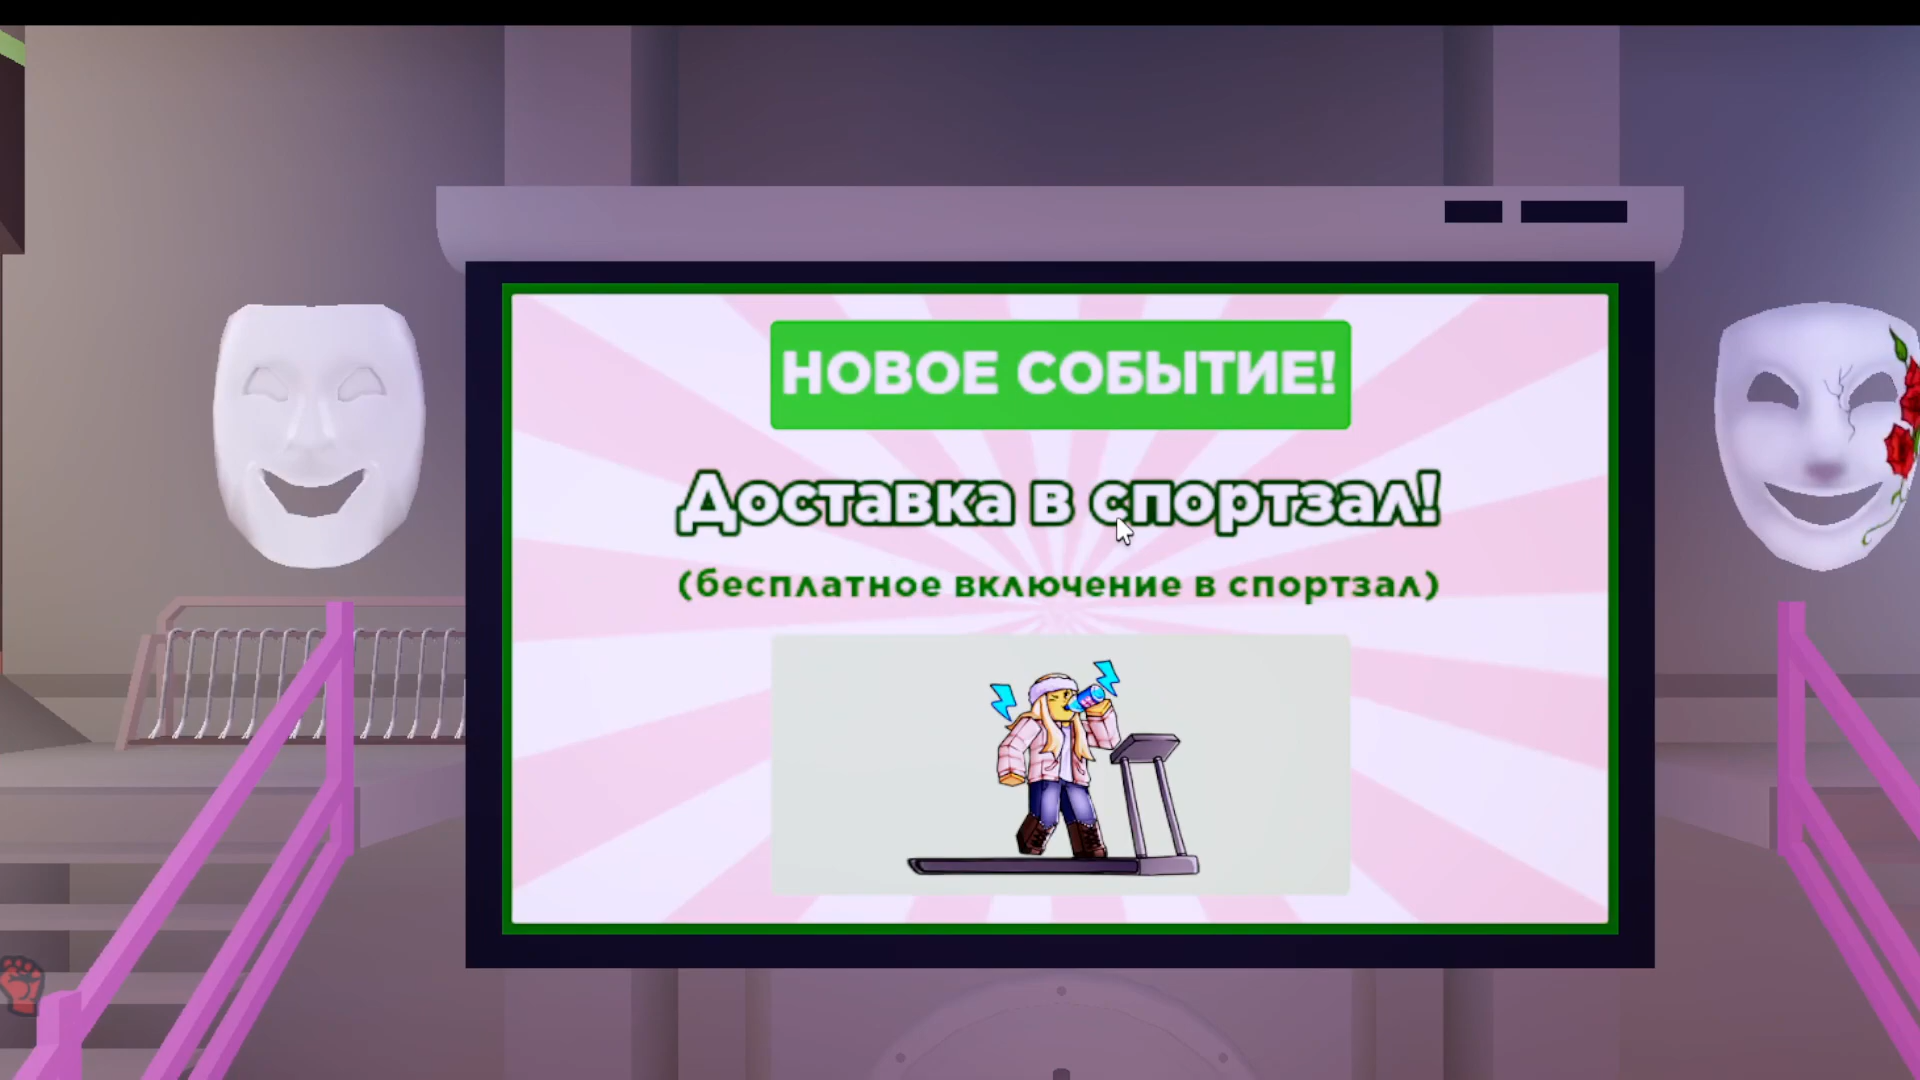 НОВОЕ СОБЫТИЕ!
Доставка в спортзал!
(бесплатное включение в спортзал)